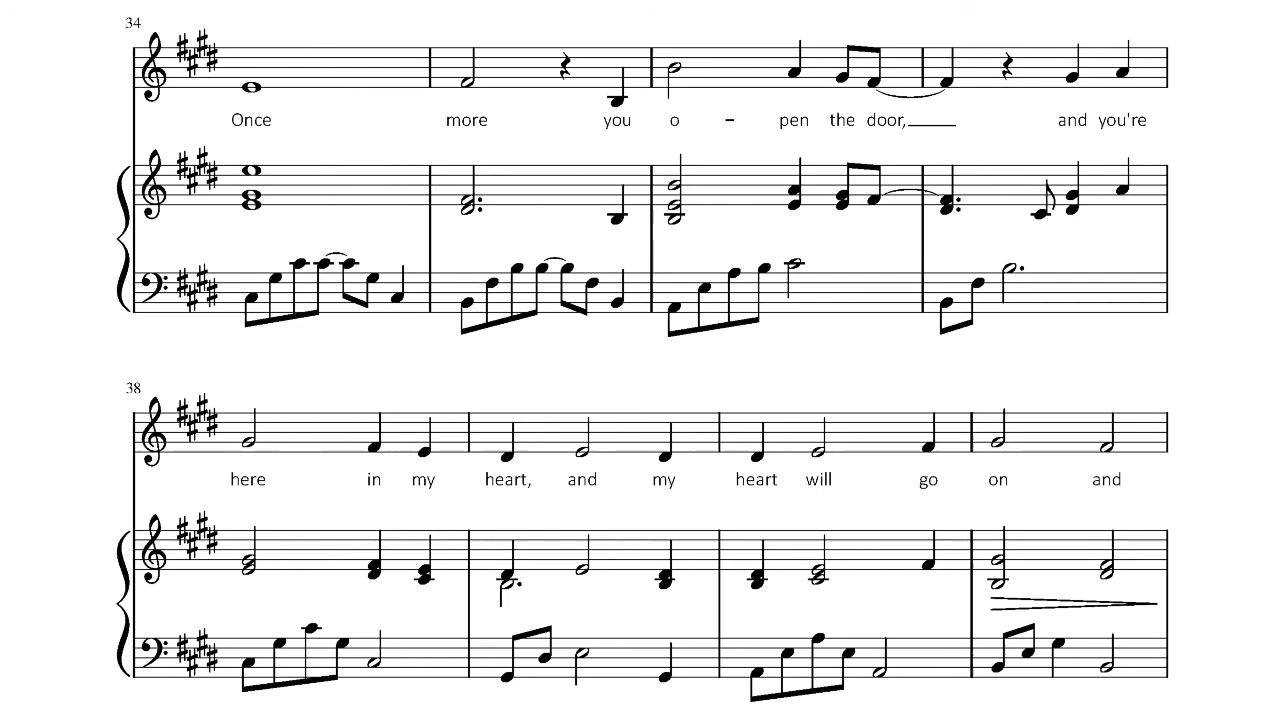 34
Once more you o - pen the door, and you're
38
here in my heart, and my heart will go on and